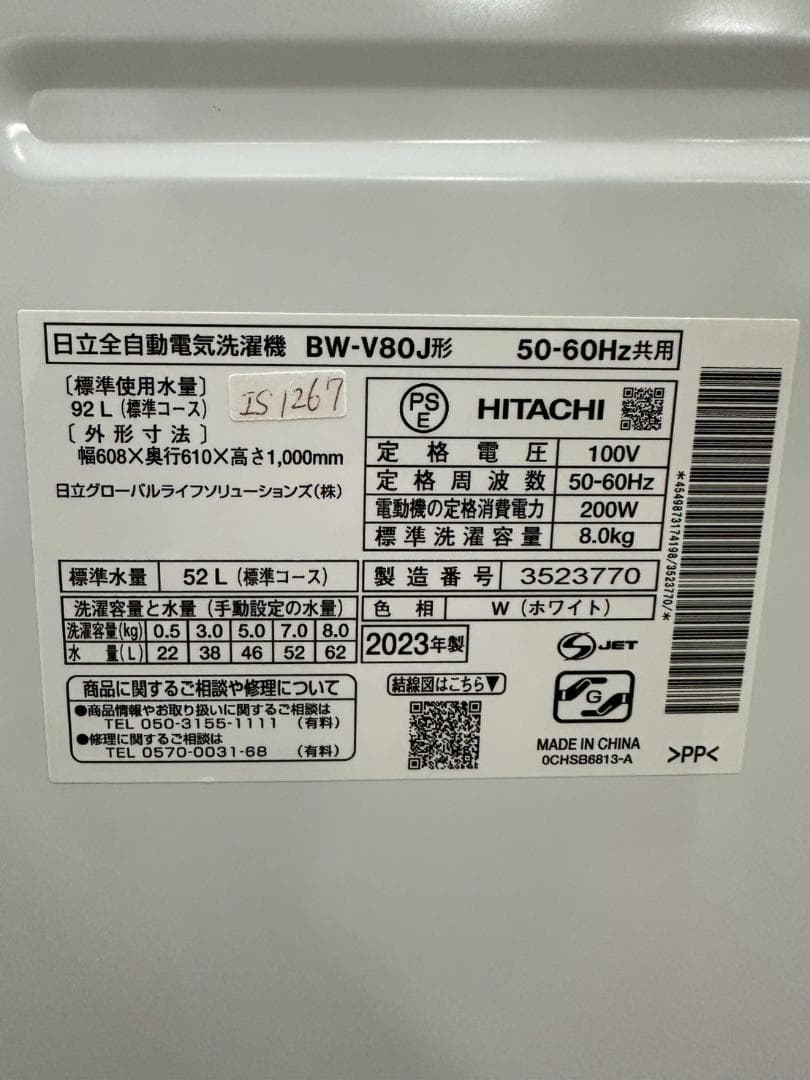 日立全自動電気洗濯機 BW-V80J形 50-60Hz共用
〔標準使用水量〕
92 L (標準コース)
IS1267
〔外形寸法〕
幅608×奥行610×高さ1,000mm
日立グローバルライフソリューションズ(株)
PSE HITACHI
定格電圧 100V
定格周波数 50-60Hz
電動機の定格消費電力 200W
標準洗濯容量 8.0kg
*4549873174198/3523770/*
標準水量 52 L (標準コース)
製造番号 3523770
洗濯容量と水量 (手動設定の水量)
洗濯容量(kg) 0.5 3.0 5.0 7.0 8.0
水量(L) 22 38 46 52 62
色相 W (ホワイト)
2023年製
S JET
商品に関するご相談や修理について
●商品情報やお取り扱いに関するご相談は
TEL 050-3155-1111 (有料)
●修理に関するご相談は
TEL 0570-0031-68 (有料)
結線図はこちら▼
G
MADE IN CHINA
0CHSB6813-A
>PP<